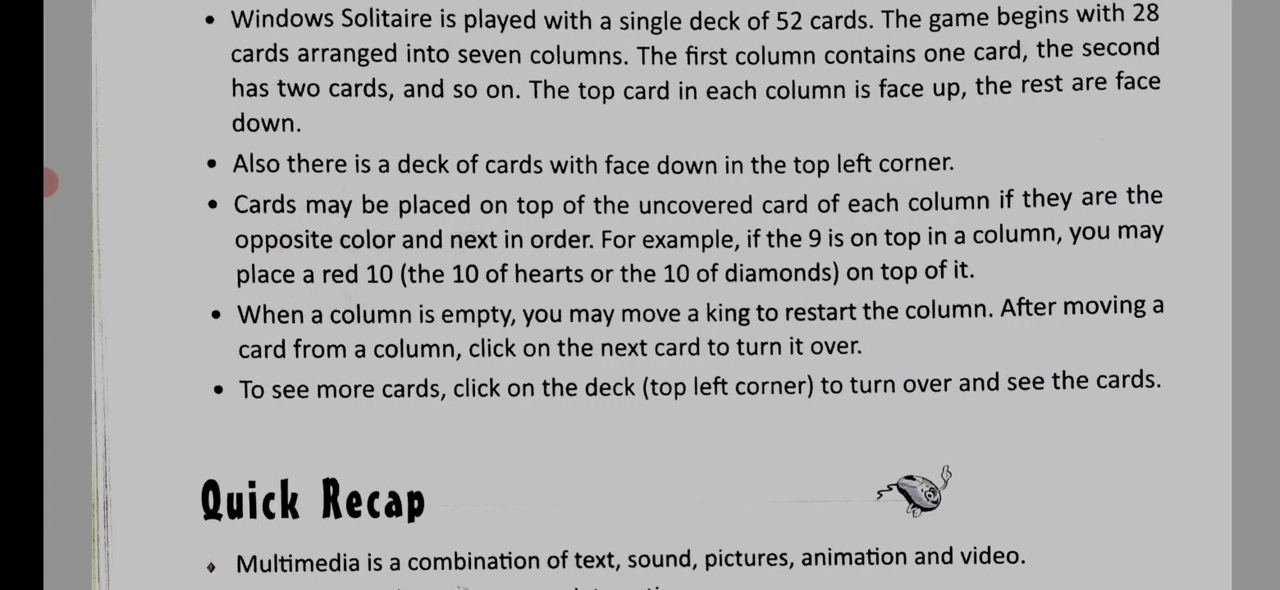 • Windows Solitaire is played with a single deck of 52 cards. The game begins with 28
cards arranged into seven columns. The first column contains one card, the second
has two cards, and so on. The top card in each column is face up, the rest are face
down.
• Also there is a deck of cards with face down in the top left corner.
• Cards may be placed on top of the uncovered card of each column if they are the
opposite color and next in order. For example, if the 9 is on top in a column, you may
place a red 10 (the 10 of hearts or the 10 of diamonds) on top of it.
• When a column is empty, you may move a king to restart the column. After moving a
card from a column, click on the next card to turn it over.
• To see more cards, click on the deck (top left corner) to turn over and see the cards.
Quick Recap
♦ Multimedia is a combination of text, sound, pictures, animation and video.